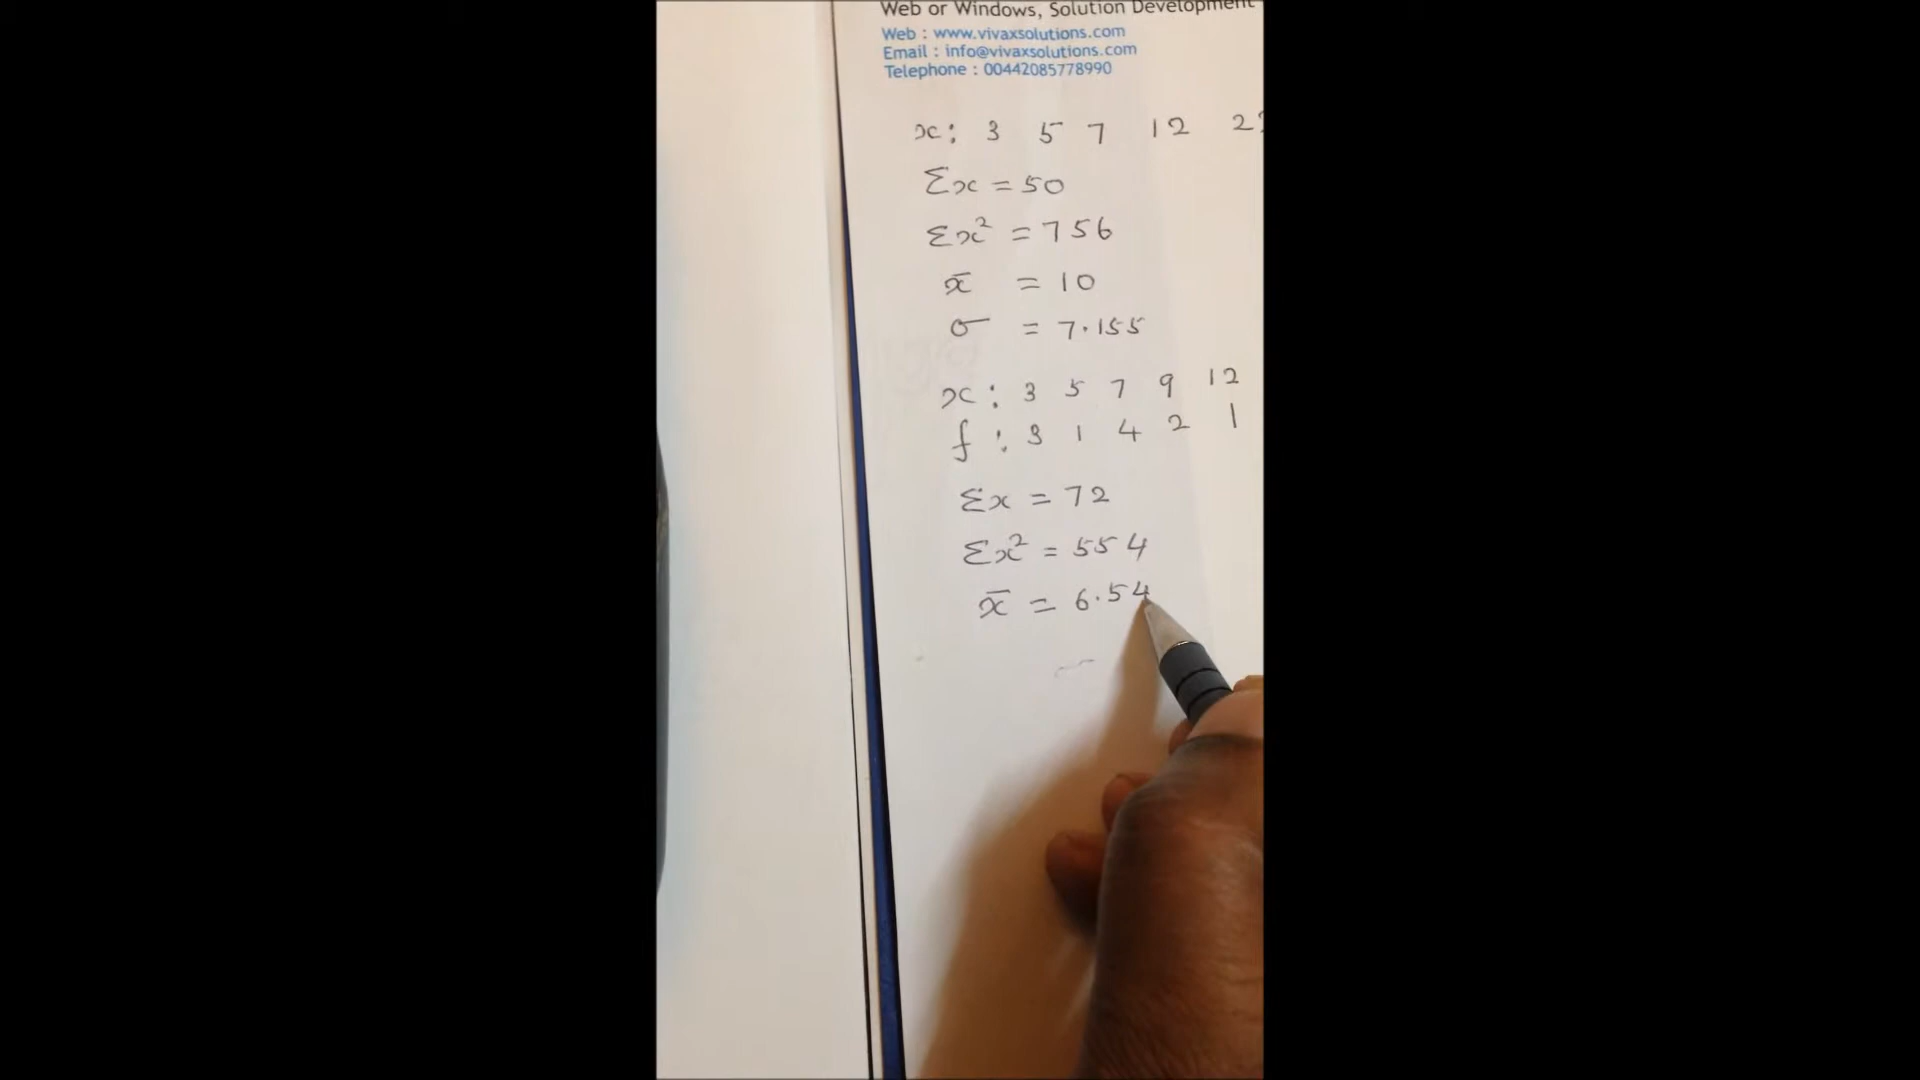 Web or Windows, Solution Development
Web : www.vivaxsolutions.com
Email : info@vivaxsolutions.com
Telephone : 00442085778990
x: 3 5 7 12
Σx = 50
Σx² = 756
x̄ = 10
σ = 7.155
x: 3 5 7 9 12
f: 3 1 4 2 1
Σx = 72
Σx² = 554
x̄ = 6.54